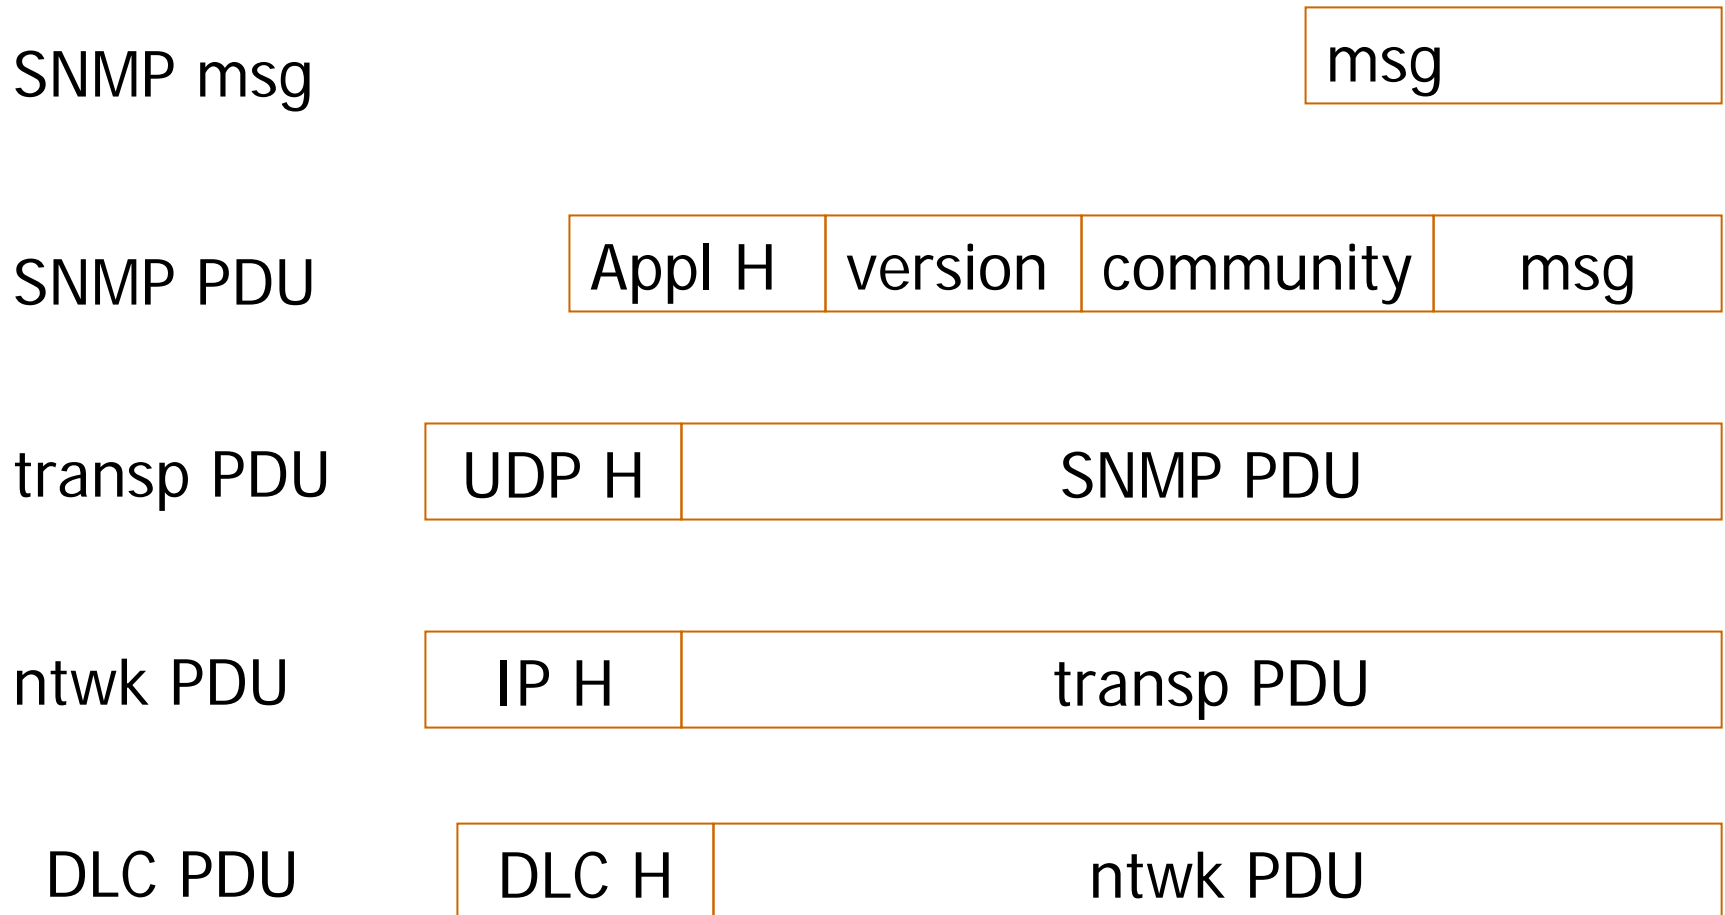 SNMP msg msg
SNMP PDU Appl H version community msg
transp PDU UDP H SNMP PDU
ntwk PDU IP H transp PDU
DLC PDU DLC H ntwk PDU